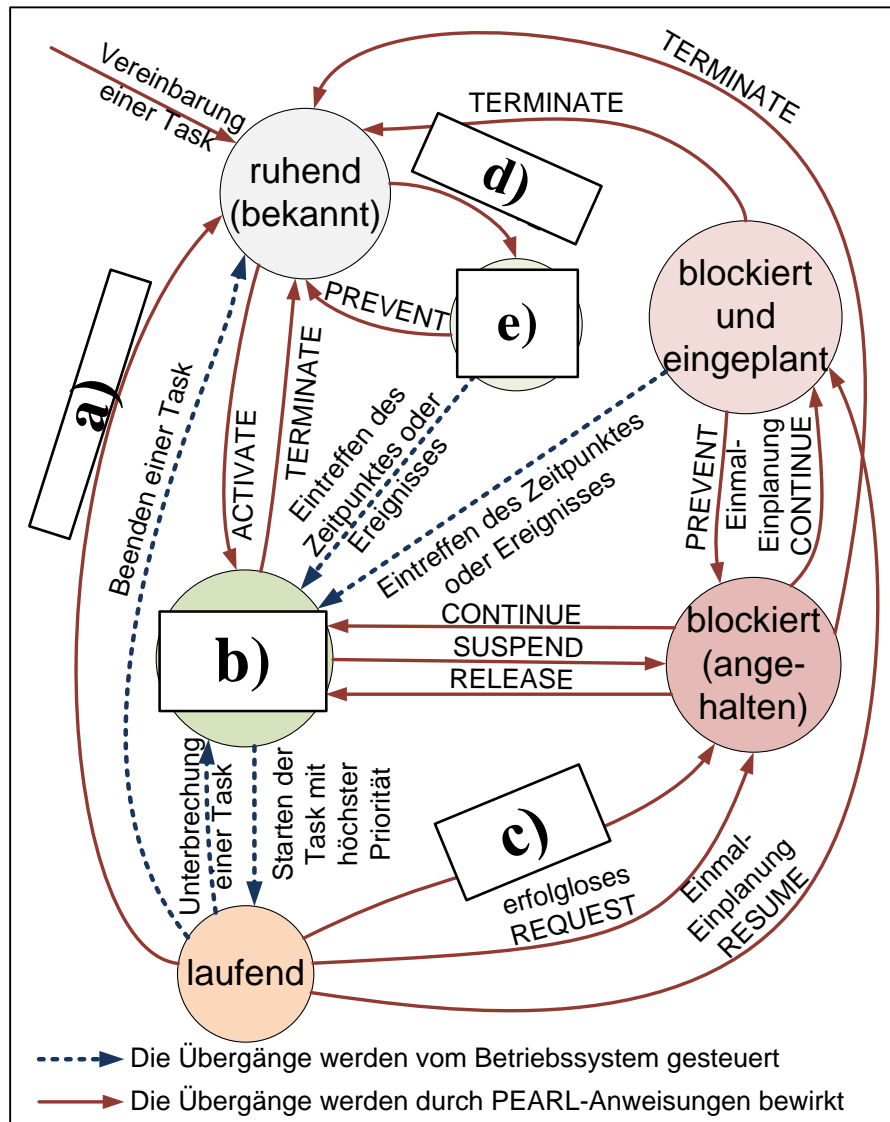 Vereinbarung
einer Task
TERMINATE
TERMINATE
d)
ruhend
(bekannt)
blockiert
und
eingeplant
e)
PREVENT
a)
Beenden einer Task
ACTIVATE
TERMINATE
Eintreffen des
Zeitpunktes oder
Ereignisses
Eintreffen des Zeitpunktes
oder Ereignisses
PREVENT
Einmal-
Einplanung
CONTINUE
b)
CONTINUE
SUSPEND
RELEASE
blockiert
(ange-
halten)
Unterbrechung
einer Task
Starten der
Task mit
höchster
Priorität
c)
erfolgloses
REQUEST
Einmal-
Einplanung
RESUME
laufend
Die Übergänge werden vom Betriebssystem gesteuert
Die Übergänge werden durch PEARL-Anweisungen bewirkt